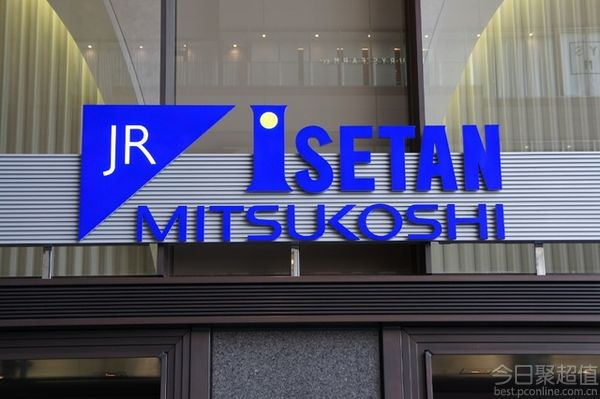 JR
iSETAN
MITSUKOSHI
今日聚超值
best.pconline.com.cn